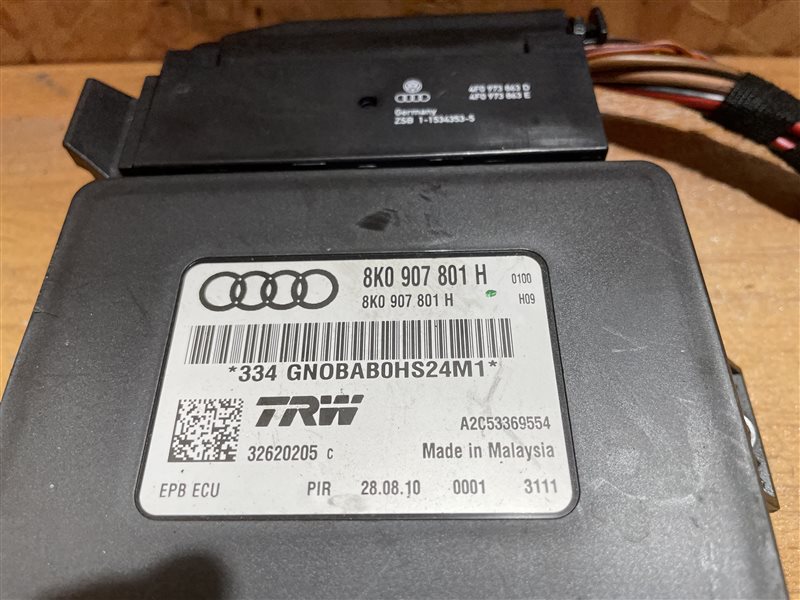 4F0 973 863 D
4F0 973 863 E
Germany
ZSB 1-1534353-5
8K0 907 801 H 0100
8K0 907 801 H H09
*334 GNOBAB0HS24M1*
TRW A2C53369554
32620205 C Made in Malaysia
EPB ECU PIR 28.08.10 0001 3111